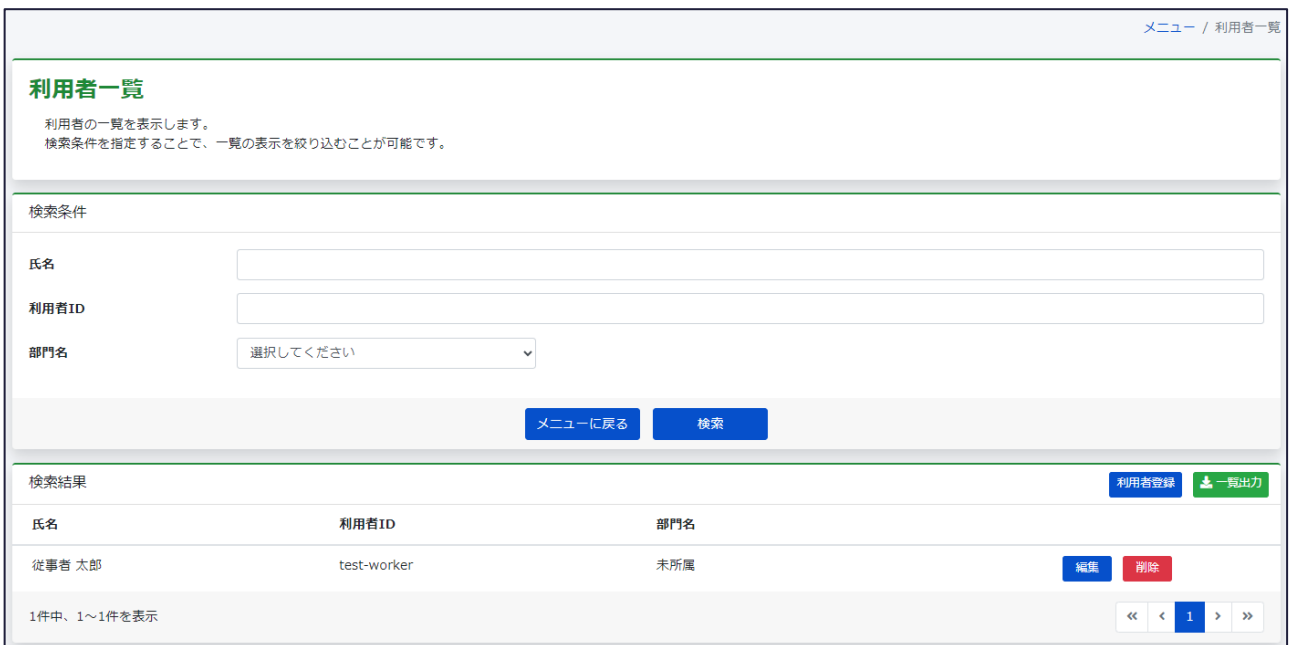 メニュー / 利用者一覧
利用者一覧
利用者の一覧を表示します。
検索条件を指定することで、一覧の表示を絞り込むことが可能です。
検索条件
氏名
利用者ID
部門名 選択してください
メニューに戻る 検索
検索結果 利用者登録 一覧出力
氏名 利用者ID 部門名
従事者 太郎 test-worker 未所属 編集 削除
1件中、1～1件を表示 « ‹ 1 › »